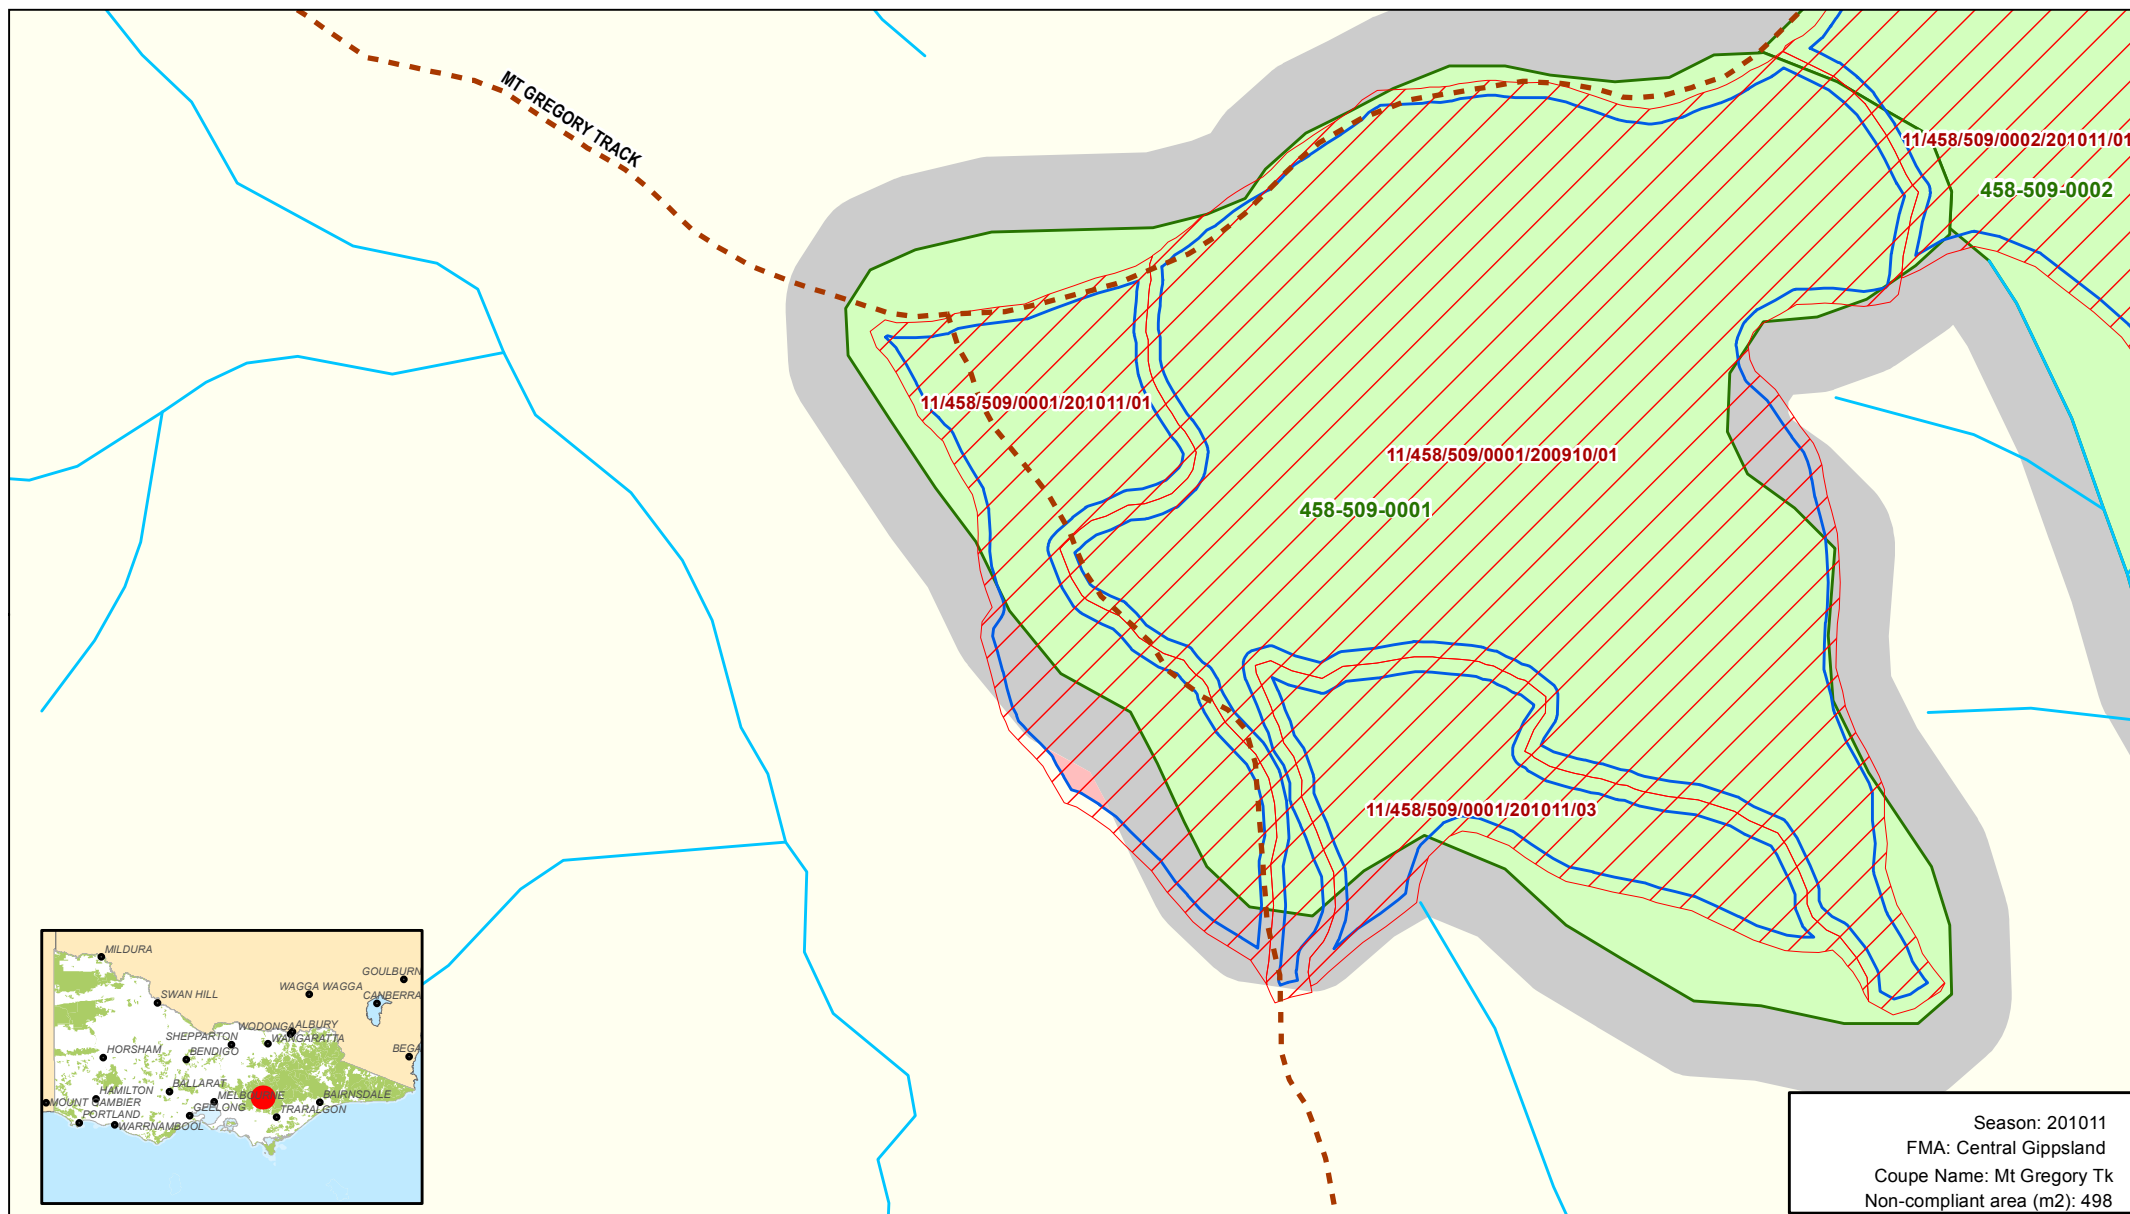 MT GREGORY TRACK
11/458/509/0002/201011/01
458-509-0002
11/458/509/0001/201011/01
11/458/509/0001/200910/01
458-509-0001
11/458/509/0001/201011/03
MILDURA
GOULBURN
WAGGA WAGGA
SWAN HILL
CANBERRA
WODONGA
ALBURY
SHEPPARTON
WANGARATTA
HORSHAM
BENDIGO
BEGA
BALLARAT
HAMILTON
MELBOURNE
BAIRNSDALE
MOUNT GAMBIER
GEELONG
TRARALGON
PORTLAND
WARRNAMBOOL
Season: 201011
FMA: Central Gippsland
Coupe Name: Mt Gregory Tk
Non-compliant area (m2): 498